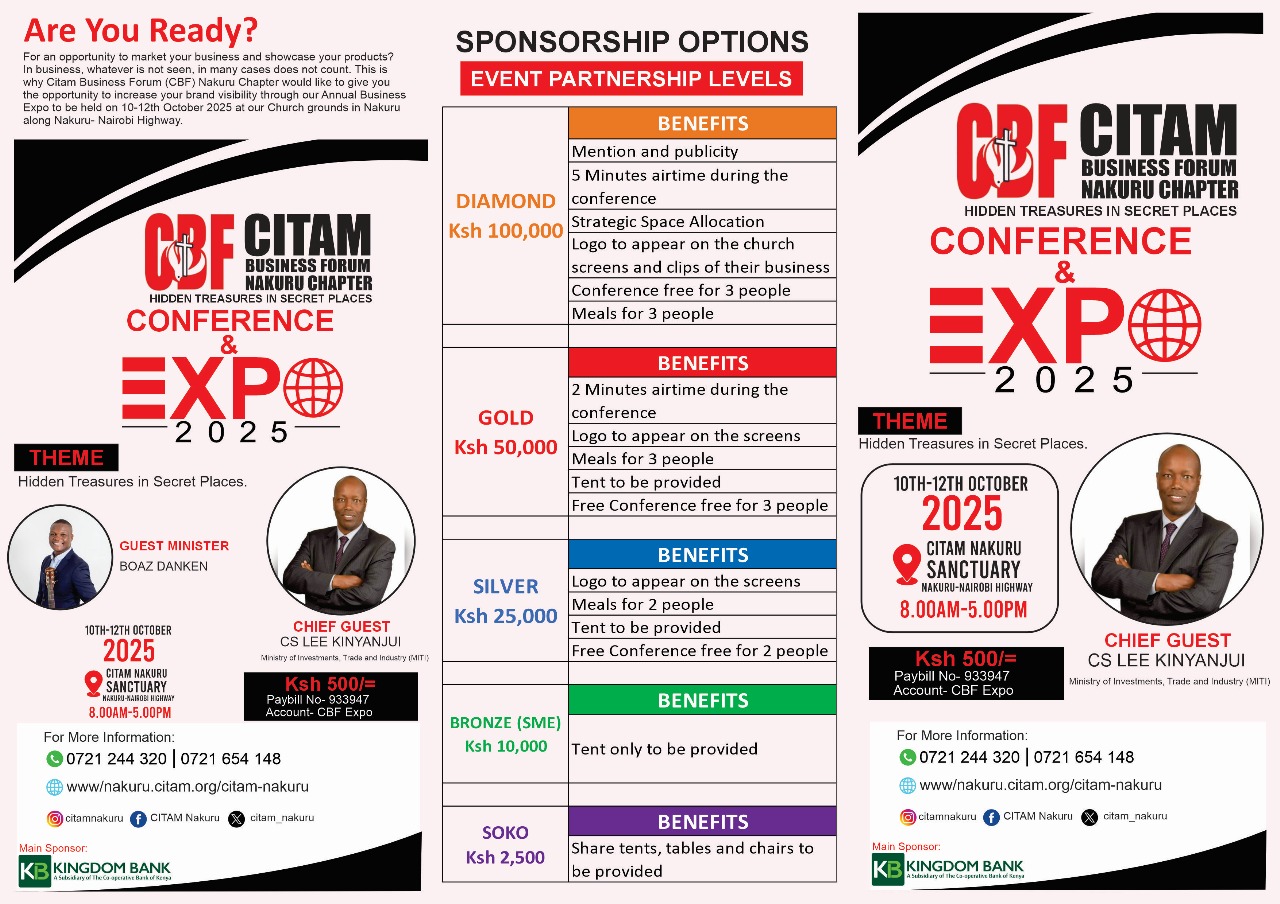 Are You Ready?
For an opportunity to market your business and showcase your products?
In business, whatever is not seen, in many cases does not count. This is
why Citam Business Forum (CBF) Nakuru Chapter would like to give you
the opportunity to increase your brand visibility through our Annual Business
Expo to be held on 10-12th October 2025 at our Church grounds in Nakuru
along Nakuru- Nairobi Highway.
CBF CITAM
BUSINESS FORUM
NAKURU CHAPTER
HIDDEN TREASURES IN SECRET PLACES
CONFERENCE
&
EXPO
2025
THEME
Hidden Treasures in Secret Places.
GUEST MINISTER
BOAZ DANKEN
CHIEF GUEST
CS LEE KINYANJUI
Ministry of Investments, Trade and Industry (MITI)
10TH-12TH OCTOBER
2025
CITAM NAKURU
SANCTUARY
NAKURU-NAIROBI HIGHWAY
8.00AM-5.00PM
Ksh 500/=
Paybill No- 933947
Account- CBF Expo
For More Information:
0721 244 320 | 0721 654 148
www/nakuru.citam.org/citam-nakuru
citamnakuru CITAM Nakuru citam_nakuru
Main Sponsor:
KB KINGDOM BANK
A Subsidiary of The Co-operative Bank of Kenya
SPONSORSHIP OPTIONS
EVENT PARTNERSHIP LEVELS
DIAMOND
Ksh 100,000
BENEFITS
Mention and publicity
5 Minutes airtime during the
conference
Strategic Space Allocation
Logo to appear on the church
screens and clips of their business
Conference free for 3 people
Meals for 3 people
GOLD
Ksh 50,000
BENEFITS
2 Minutes airtime during the
conference
Logo to appear on the screens
Meals for 3 people
Tent to be provided
Free Conference free for 3 people
SILVER
Ksh 25,000
BENEFITS
Logo to appear on the screens
Meals for 2 people
Tent to be provided
Free Conference free for 2 people
BRONZE (SME)
Ksh 10,000
BENEFITS
Tent only to be provided
SOKO
Ksh 2,500
BENEFITS
Share tents, tables and chairs to
be provided
CBF CITAM
BUSINESS FORUM
NAKURU CHAPTER
HIDDEN TREASURES IN SECRET PLACES
CONFERENCE
&
EXPO
2025
THEME
Hidden Treasures in Secret Places.
10TH-12TH OCTOBER
2025
CITAM NAKURU
SANCTUARY
NAKURU-NAIROBI HIGHWAY
8.00AM-5.00PM
CHIEF GUEST
CS LEE KINYANJUI
Ministry of Investments, Trade and Industry (MITI)
Ksh 500/=
Paybill No- 933947
Account- CBF Expo
For More Information:
0721 244 320 | 0721 654 148
www/nakuru.citam.org/citam-nakuru
citamnakuru CITAM Nakuru citam_nakuru
Main Sponsor:
KB KINGDOM BANK
A Subsidiary of The Co-operative Bank of Kenya